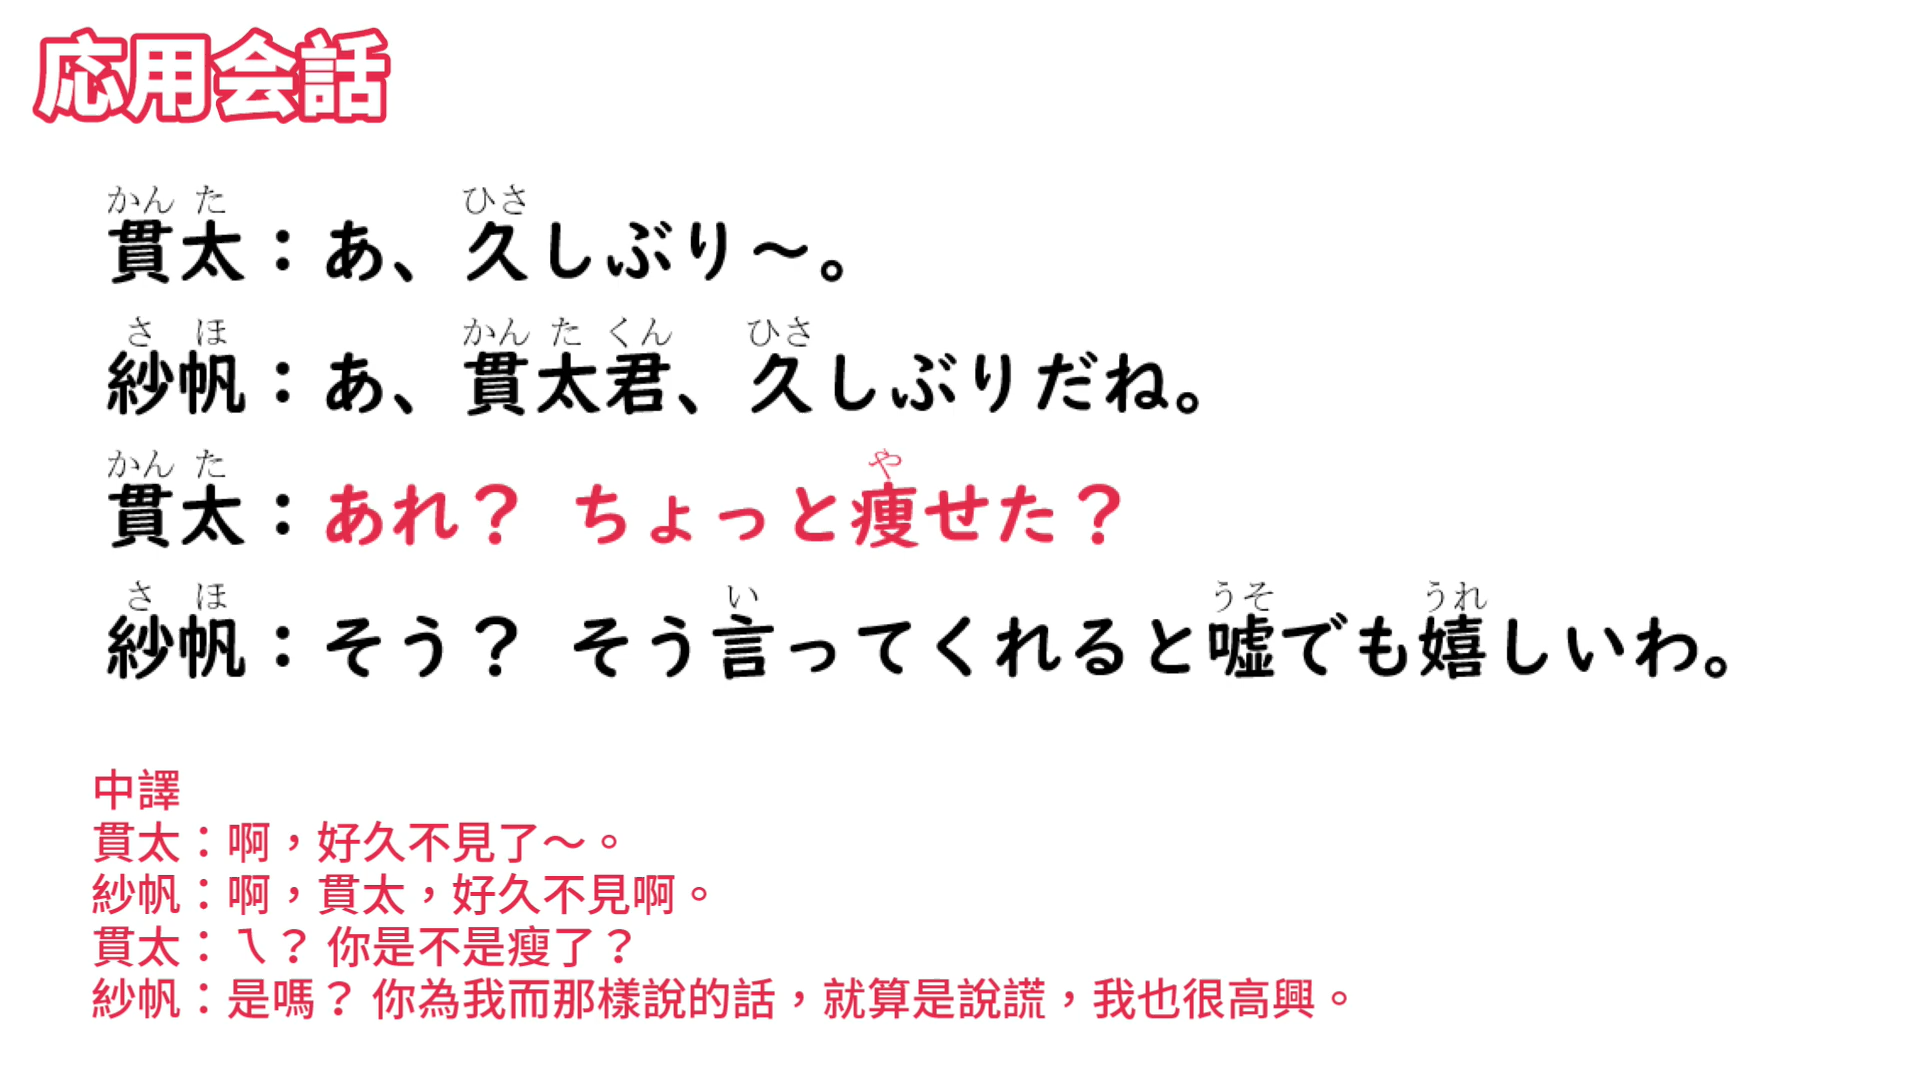 応用会話
かん た ひさ
貫太：あ、久しぶり～。
さ ほ かん た くん ひさ
紗帆：あ、貫太君、久しぶりだね。
かん た や
貫太：あれ？ ちょっと痩せた？
さ ほ い うそ うれ
紗帆：そう？ そう言ってくれると嘘でも嬉しいわ。
中譯
貫太：啊，好久不見了～。
紗帆：啊，貫太，好久不見啊。
貫太：ㄟ？ 你是不是瘦了？
紗帆：是嗎？ 你為我而那樣說的話，就算是說謊，我也很高興。